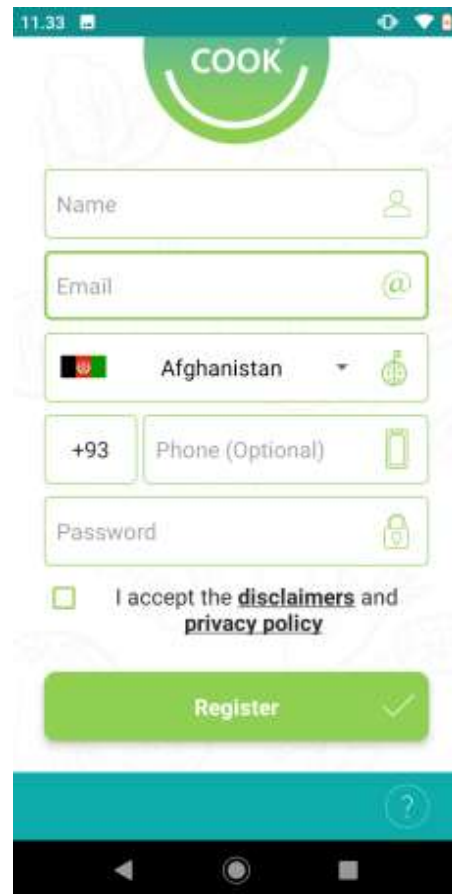 11.33
COOK
Name
Email
@
Afghanistan
+93 Phone (Optional)
Password
I accept the disclaimers and
privacy policy
Register
?